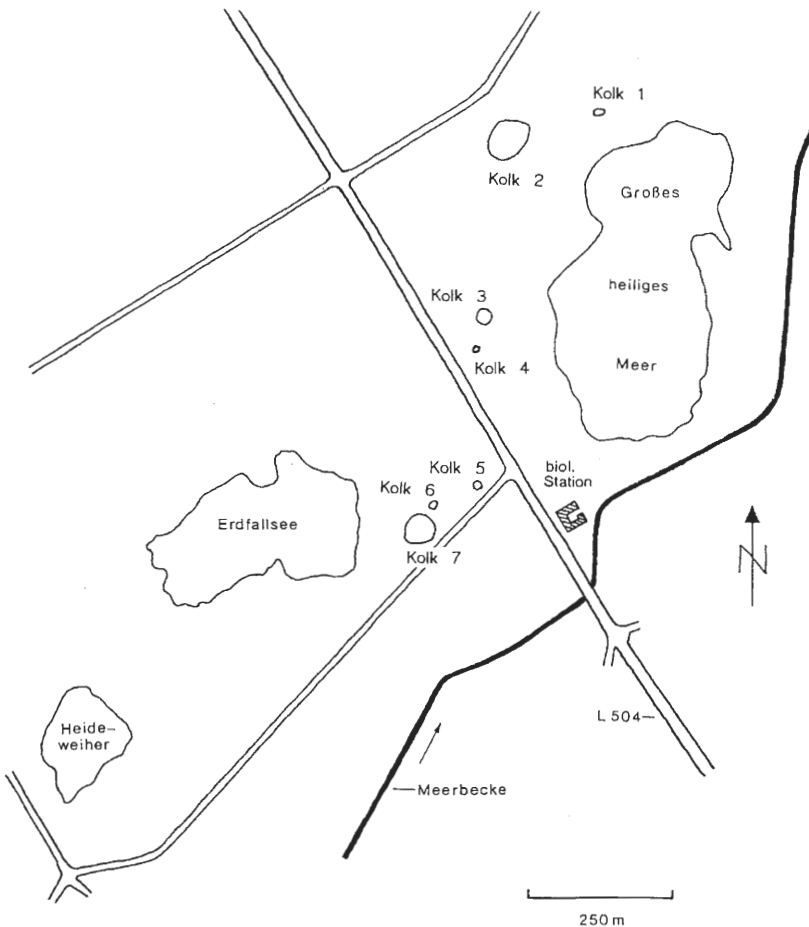 Kolk 1
Kolk 2
Großes
heiliges
Meer
Kolk 3
Kolk 4
Kolk 5
Kolk 6
Kolk 7
biol.
Station
Erdfallsee
N
Heide-
weiher
L 504
Meerbecke
250 m